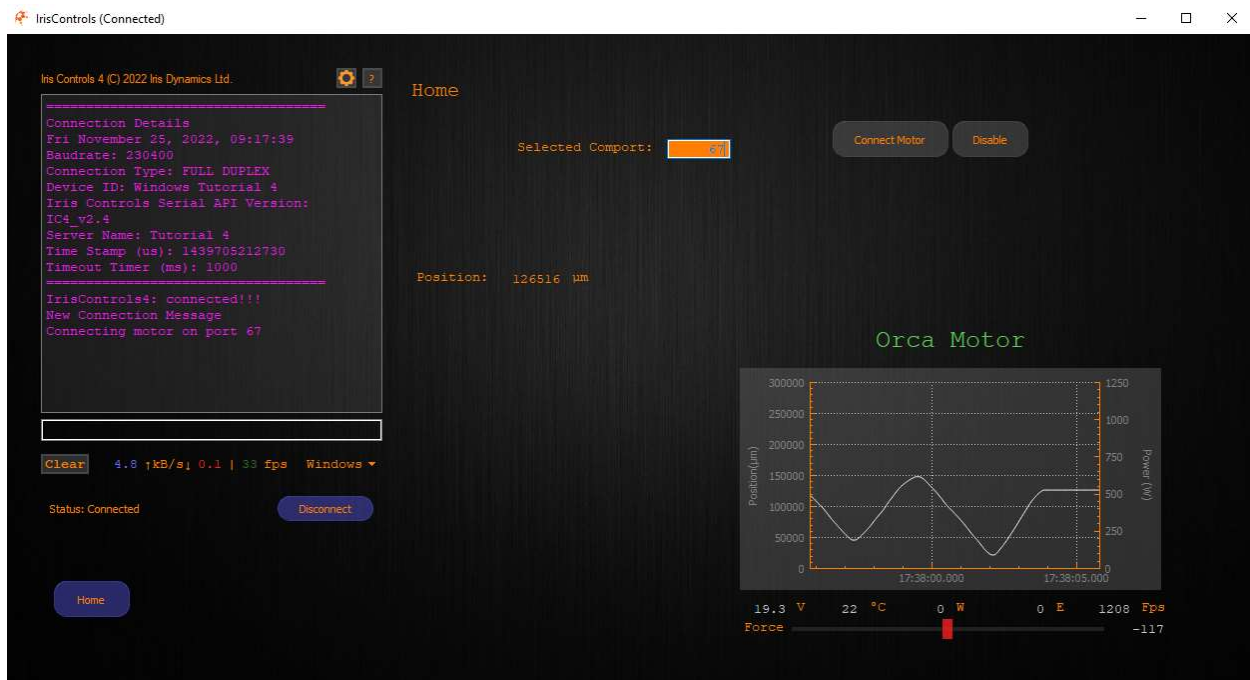 IrisControls (Connected)
Iris Controls 4 (C) 2022 Iris Dynamics Ltd.
?
===================================
Connection Details
Fri November 25, 2022, 09:17:39
Baudrate: 230400
Connection Type: FULL DUPLEX
Device ID: Windows Tutorial 4
Iris Controls Serial API Version:
IC4_v2.4
Server Name: Tutorial 4
Time Stamp (us): 1439705212730
Timeout Timer (ms): 1000
===================================
IrisControls4: connected!!!
New Connection Message
Connecting motor on port 67
Clear 4.8 ↑kB/s↓ 0.1 | 33 fps Windows
Status: Connected
Disconnect
Home
Home
Selected Comport: 67
Connect Motor
Disable
Position: 126516 µm
Orca Motor
Position(µm)
300000
250000
200000
150000
100000
50000
0
1250
1000
750
500
250
0
Power (W)
17:38:00.000
17:38:05.000
19.3 V 22 °C 0 W 0 E 1208 Fps
Force -117